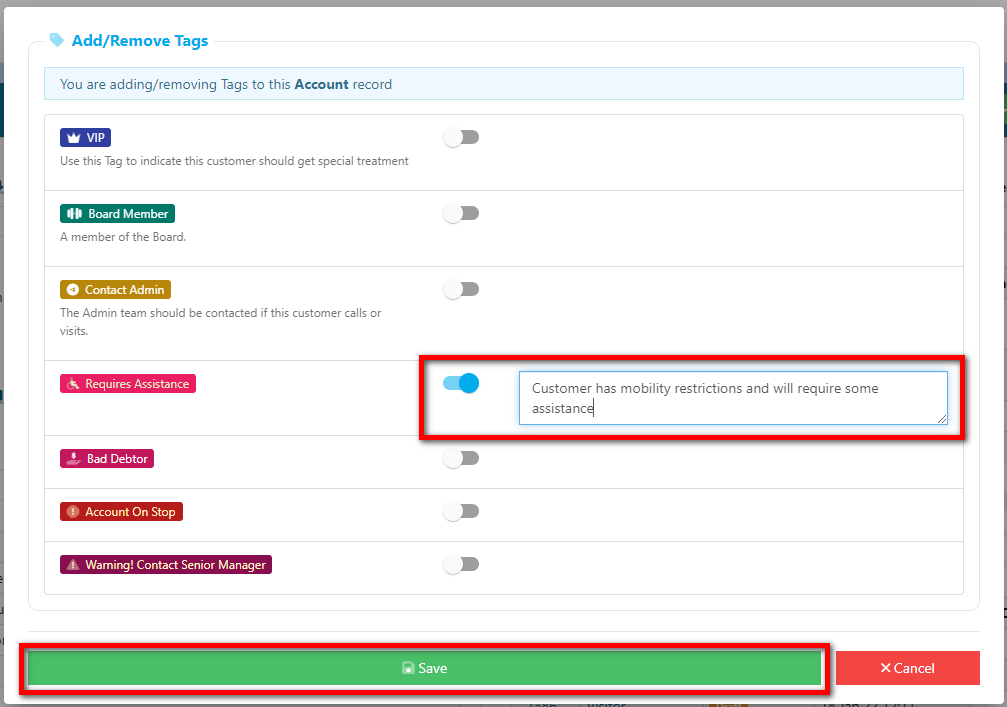 Add/Remove Tags
You are adding/removing Tags to this Account record
VIP
Use this Tag to indicate this customer should get special treatment
Board Member
A member of the Board.
Contact Admin
The Admin team should be contacted if this customer calls or
visits.
Requires Assistance
Customer has mobility restrictions and will require some
assistance
Bad Debtor
Account On Stop
Warning! Contact Senior Manager
Save
Cancel